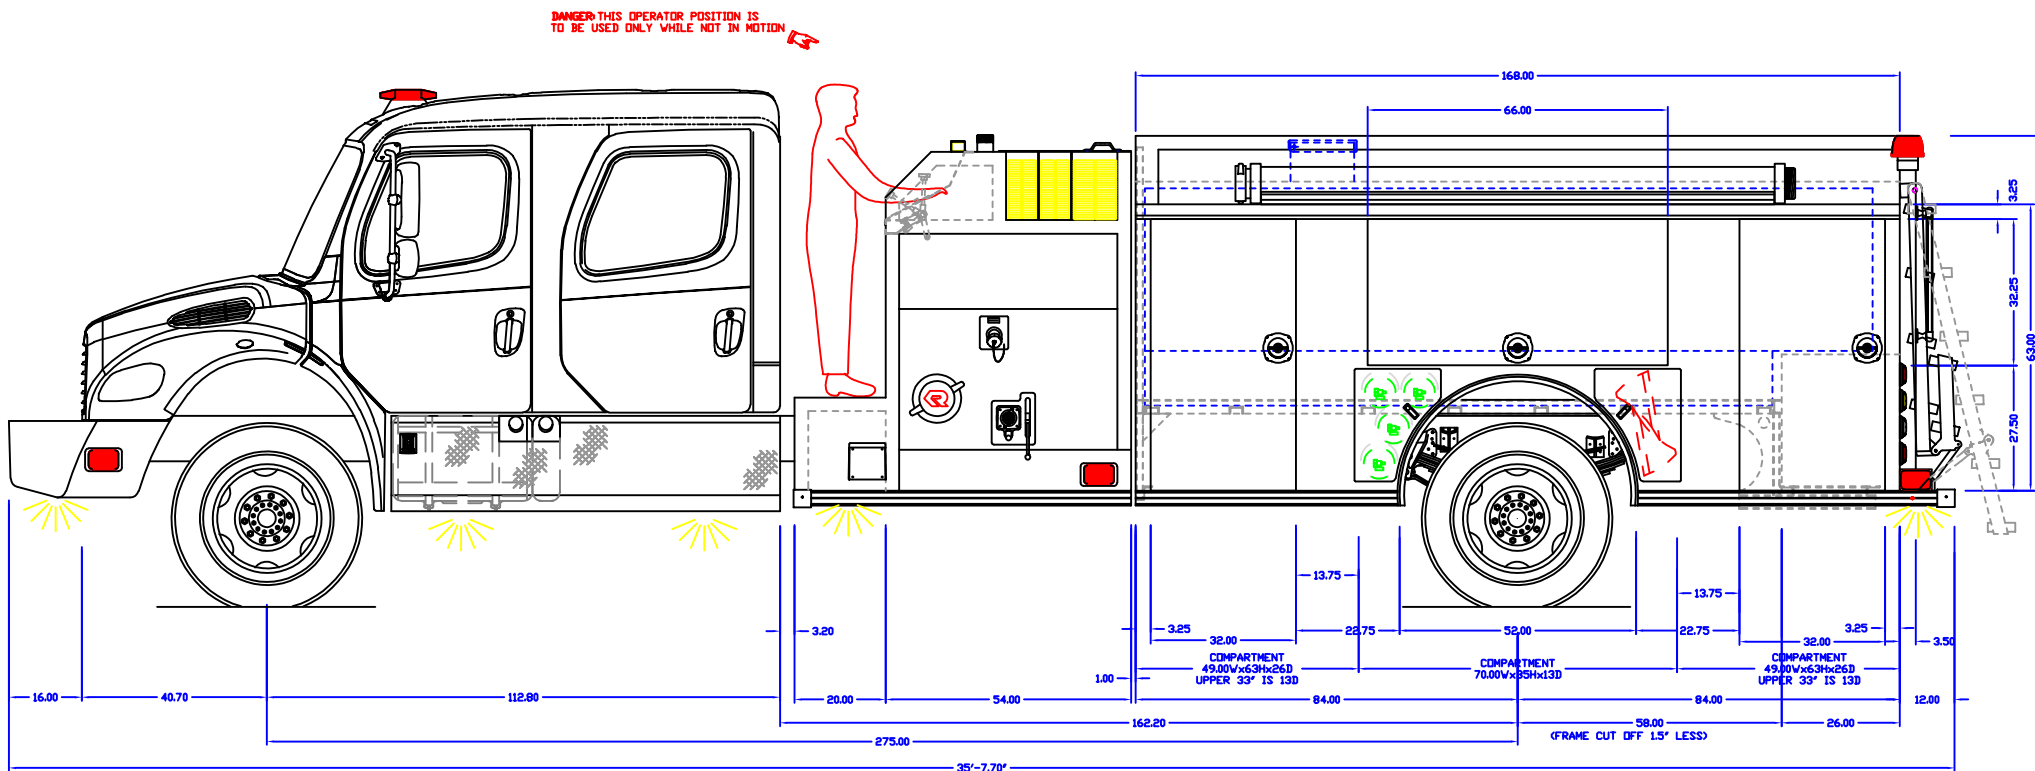 DANGER: THIS OPERATOR POSITION IS
TO BE USED ONLY WHILE NOT IN MOTION
168.00
66.00
3.25
32.25
63.00
27.50
13.75
13.75
3.20
3.25
32.00
22.75
52.00
22.75
3.25
32.00
3.50
COMPARTMENT
49.00Wx63Hx26D
UPPER 33" IS 13D
COMPARTMENT
70.00Wx35Hx13D
COMPARTMENT
49.00Wx63Hx26D
UPPER 33" IS 13D
1.00
16.00
40.70
112.80
20.00
54.00
84.00
84.00
12.00
162.20
58.00
26.00
(FRAME CUT OFF 1.5" LESS)
275.00
35'-7.70"